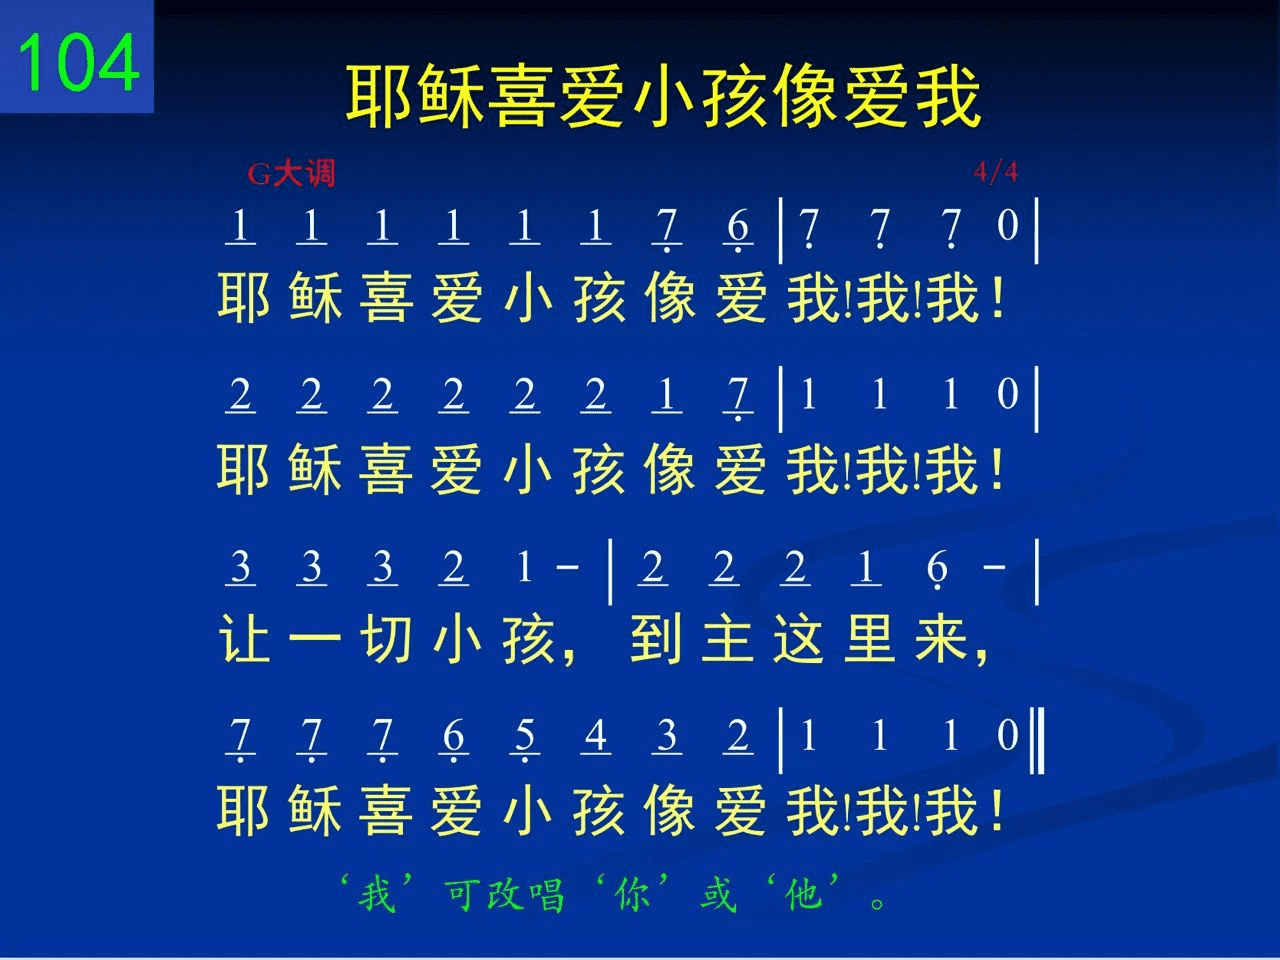 104
耶稣喜爱小孩像爱我
G大调 4/4
1 1 1 1 1 1 7̣ 6̣ | 7̣ 7̣ 7̣ 0 |
耶 稣 喜 爱 小 孩 像 爱 我!我!我!
2 2 2 2 2 2 1 7̣ | 1 1 1 0 |
耶 稣 喜 爱 小 孩 像 爱 我!我!我!
3 3 3 2 1 - | 2 2 2 1 6̣ - |
让 一 切 小 孩， 到 主 这 里 来，
7̣ 7̣ 7̣ 6̣ 5̣ 4 3 2 | 1 1 1 0 ‖
耶 稣 喜 爱 小 孩 像 爱 我!我!我!
‘我’可改唱‘你’或‘他’。